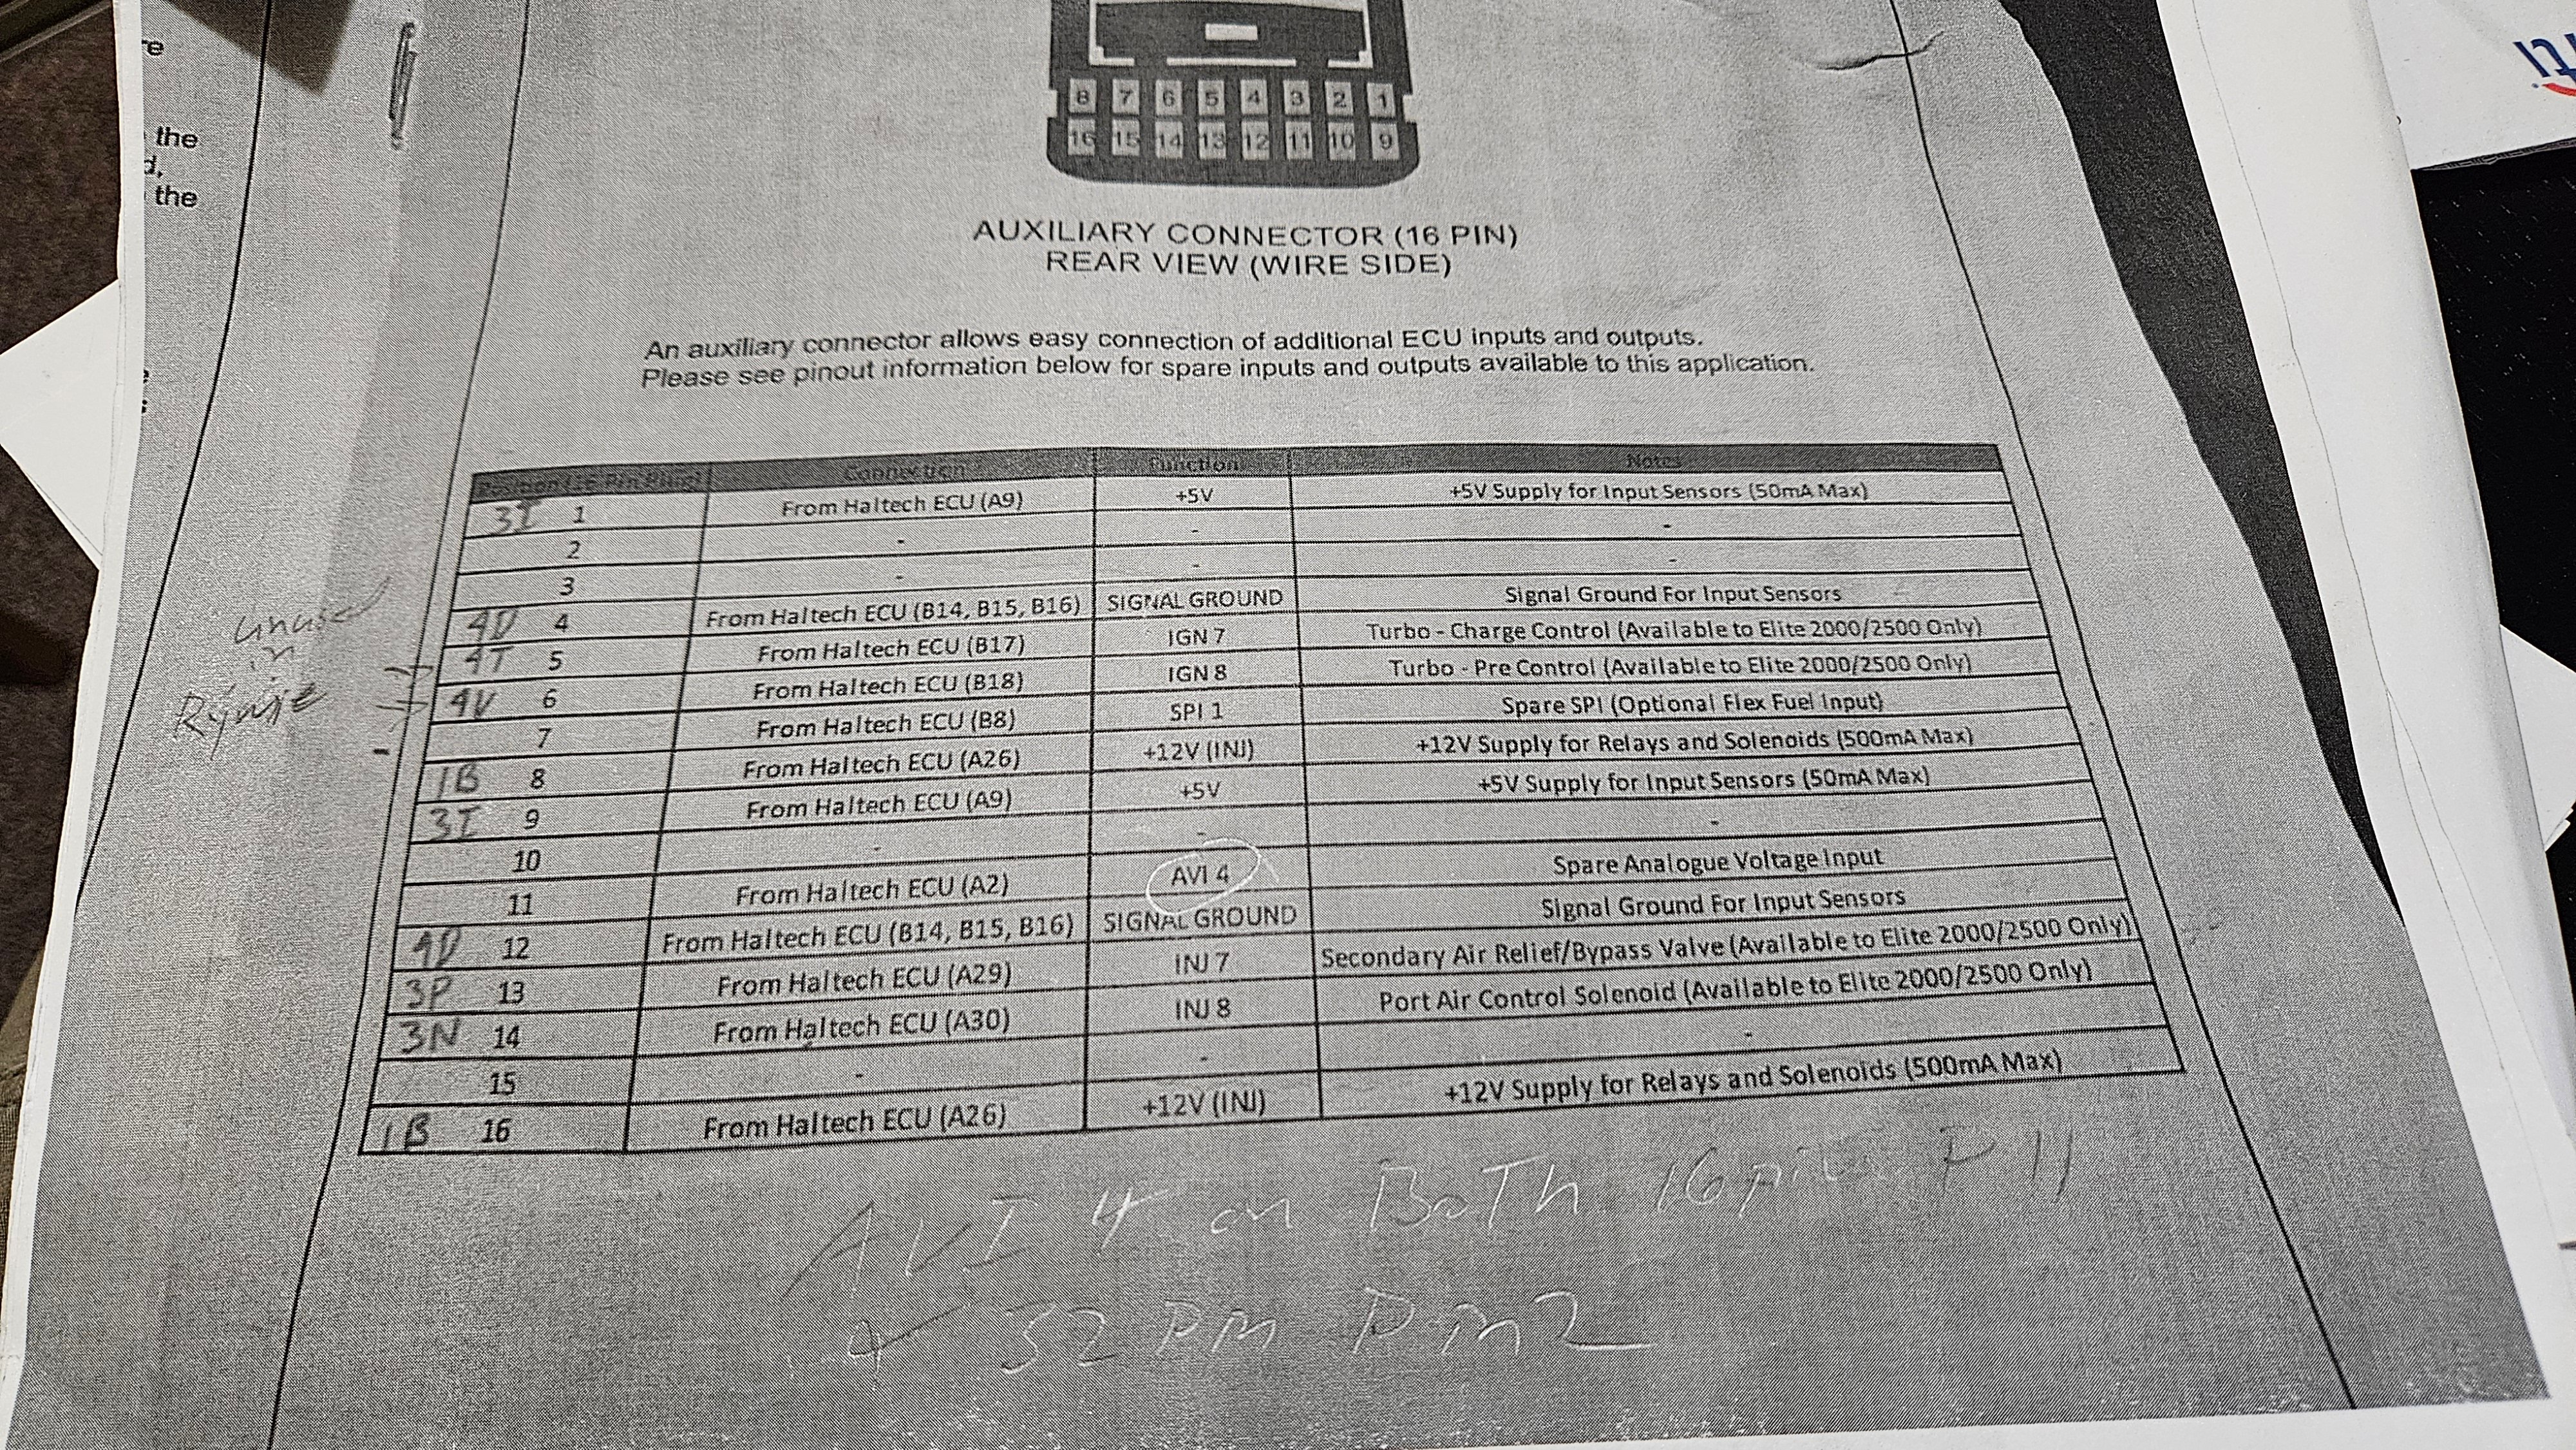 re
the
d,
the
8 7 6 5 4 3 2 1
16 15 14 13 12 11 10 9
AUXILIARY CONNECTOR (16 PIN)
REAR VIEW (WIRE SIDE)
An auxiliary connector allows easy connection of additional ECU inputs and outputs.
Please see pinout information below for spare inputs and outputs available to this application.
Position (16 Pin Plug) Connection Function Notes
3I 1 From Haltech ECU (A9) +5V +5V Supply for Input Sensors (50mA Max)
2 - - -
3 - - -
4D 4 From Haltech ECU (B14, B15, B16) SIGNAL GROUND Signal Ground For Input Sensors
4T 5 From Haltech ECU (B17) IGN 7 Turbo - Charge Control (Available to Elite 2000/2500 Only)
4V 6 From Haltech ECU (B18) IGN 8 Turbo - Pre Control (Available to Elite 2000/2500 Only)
7 From Haltech ECU (B8) SPI 1 Spare SPI (Optional Flex Fuel Input)
1B 8 From Haltech ECU (A26) +12V (INJ) +12V Supply for Relays and Solenoids (500mA Max)
3I 9 From Haltech ECU (A9) +5V +5V Supply for Input Sensors (50mA Max)
10 - - -
11 From Haltech ECU (A2) AVI 4 Spare Analogue Voltage Input
4D 12 From Haltech ECU (B14, B15, B16) SIGNAL GROUND Signal Ground For Input Sensors
3P 13 From Haltech ECU (A29) INJ 7 Secondary Air Relief/Bypass Valve (Available to Elite 2000/2500 Only)
3N 14 From Haltech ECU (A30) INJ 8 Port Air Control Solenoid (Available to Elite 2000/2500 Only)
15 - - -
1B 16 From Haltech ECU (A26) +12V (INJ) +12V Supply for Relays and Solenoids (500mA Max)
unused
in
AVI 4 on BoTh 16 pin P 11
32 Pin Pin 2